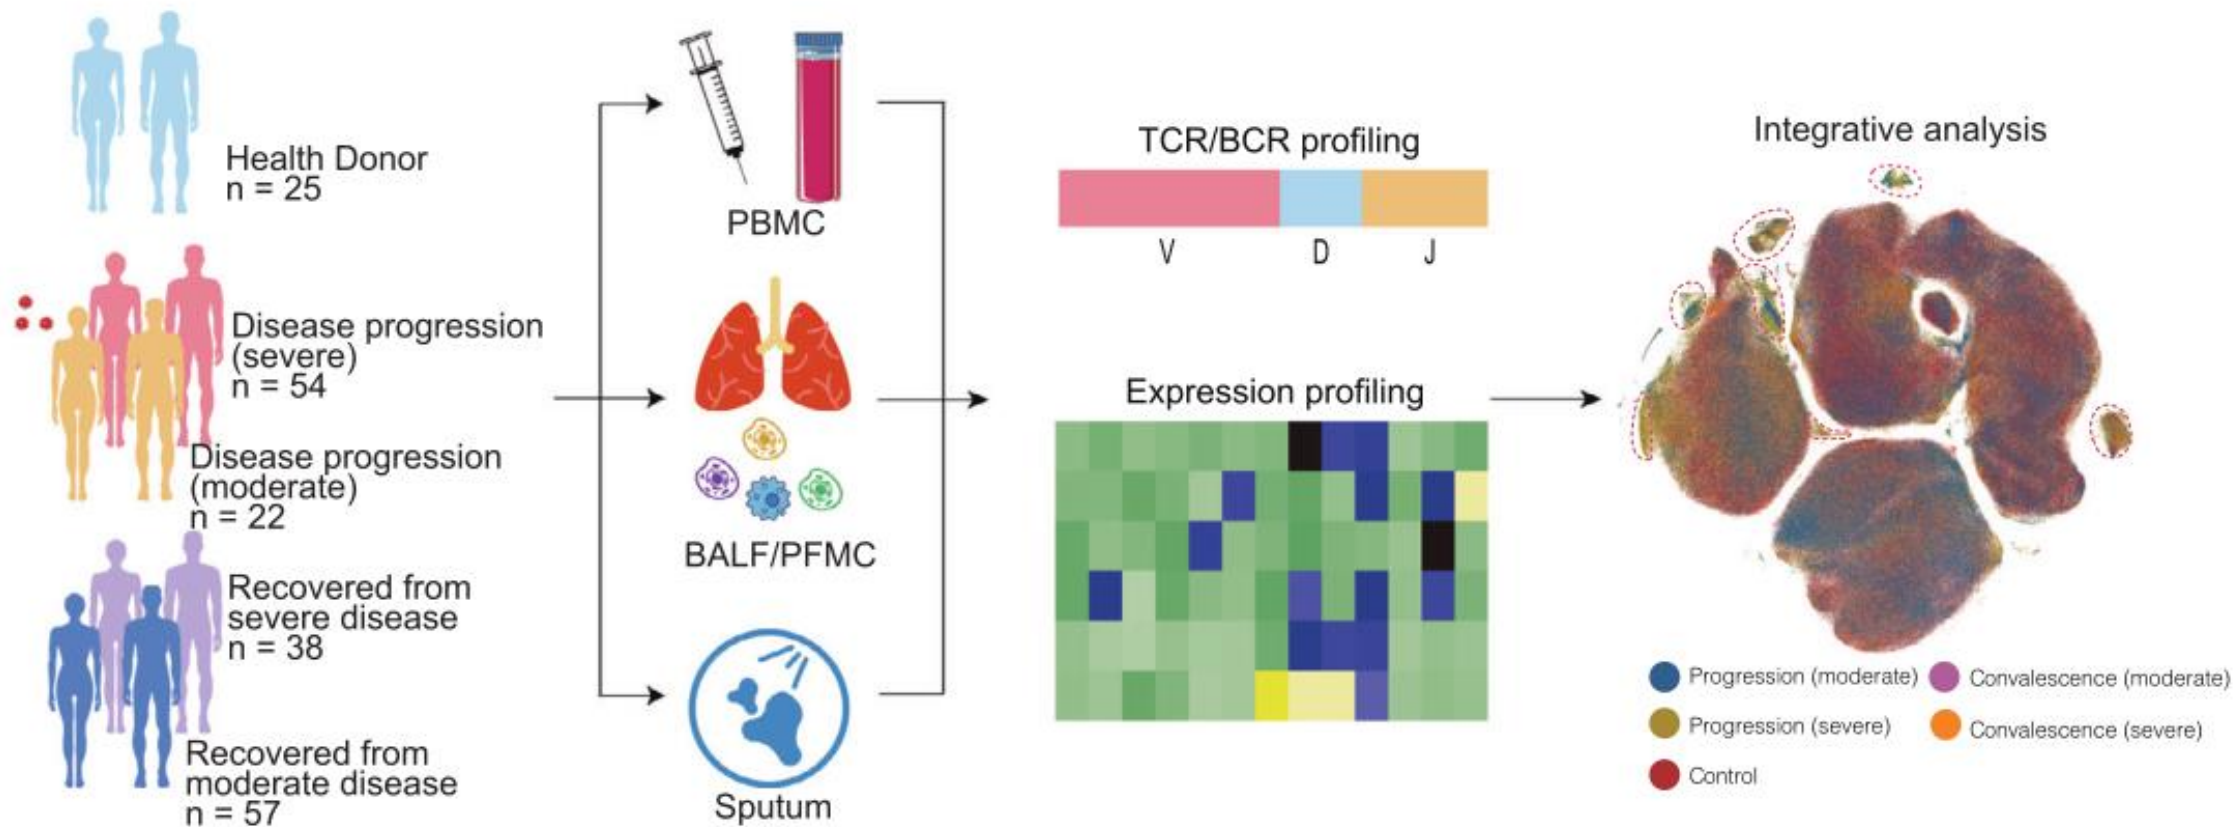 Health Donor
n = 25
Disease progression
(severe)
n = 54
Disease progression
(moderate)
n = 22
Recovered from
severe disease
n = 38
Recovered from
moderate disease
n = 57
PBMC
BALF/PFMC
Sputum
TCR/BCR profiling
V D J
Expression profiling
Integrative analysis
Progression (moderate)
Convalescence (moderate)
Progression (severe)
Convalescence (severe)
Control